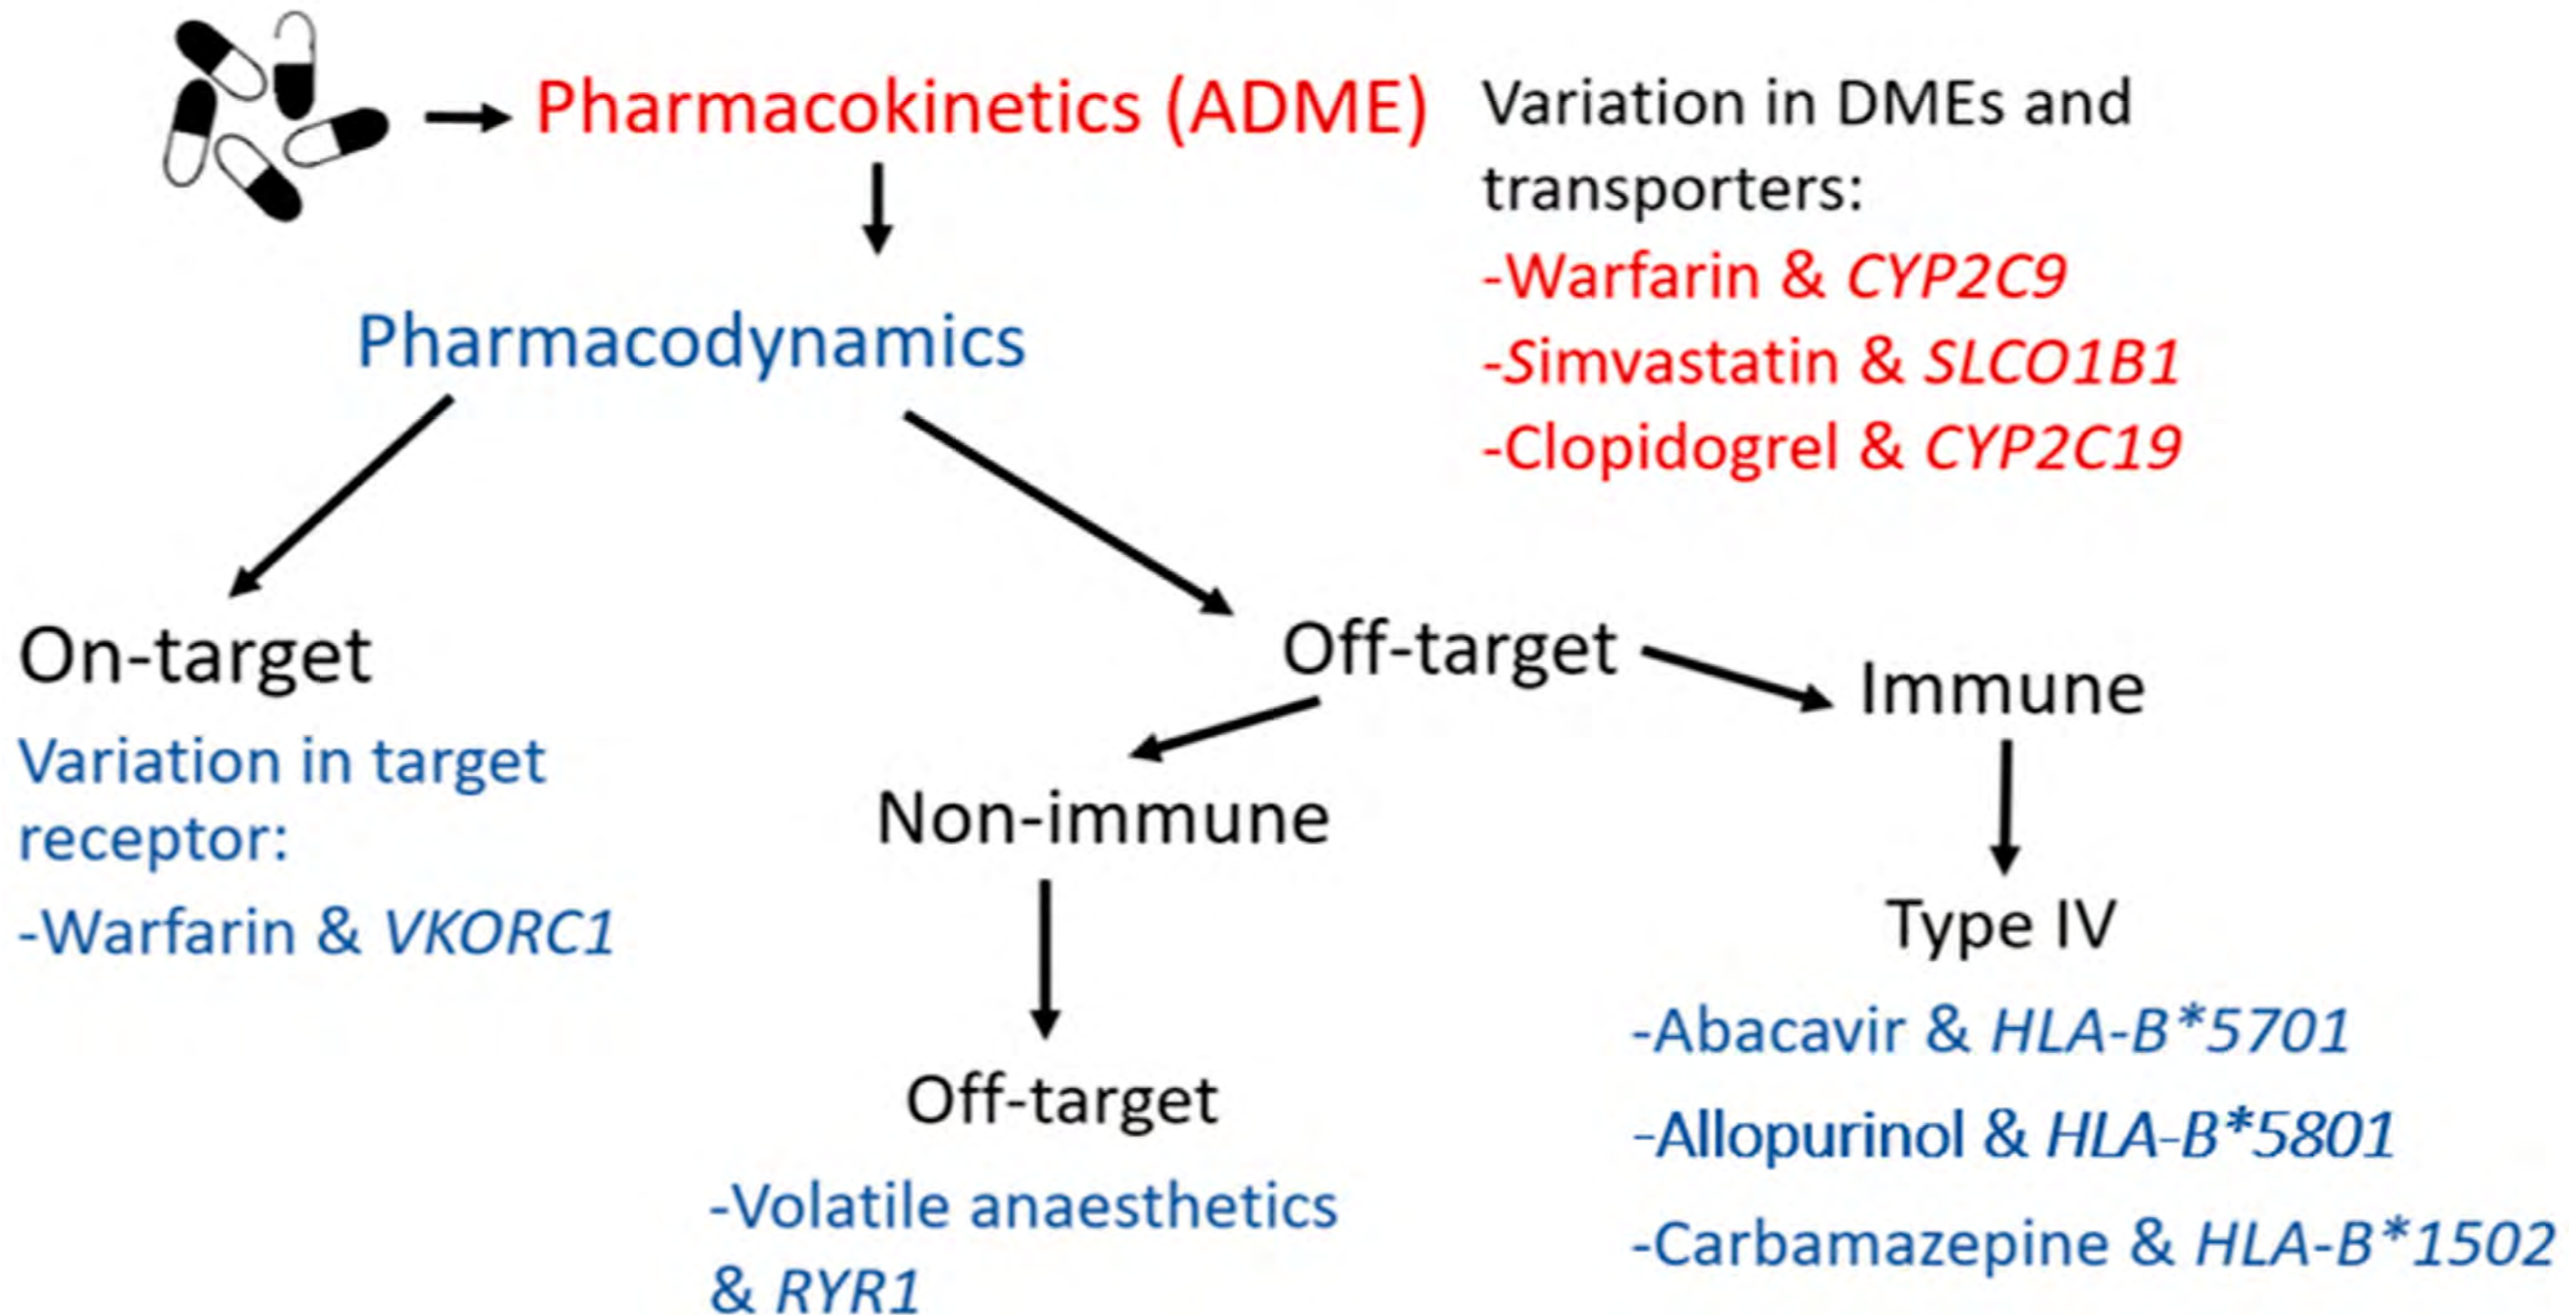 Pharmacokinetics (ADME)
Variation in DMEs and
transporters:
-Warfarin & CYP2C9
-Simvastatin & SLCO1B1
-Clopidogrel & CYP2C19
Pharmacodynamics
On-target
Variation in target
receptor:
-Warfarin & VKORC1
Off-target
Non-immune
Off-target
-Volatile anaesthetics
& RYR1
Immune
Type IV
-Abacavir & HLA-B*5701
-Allopurinol & HLA-B*5801
-Carbamazepine & HLA-B*1502